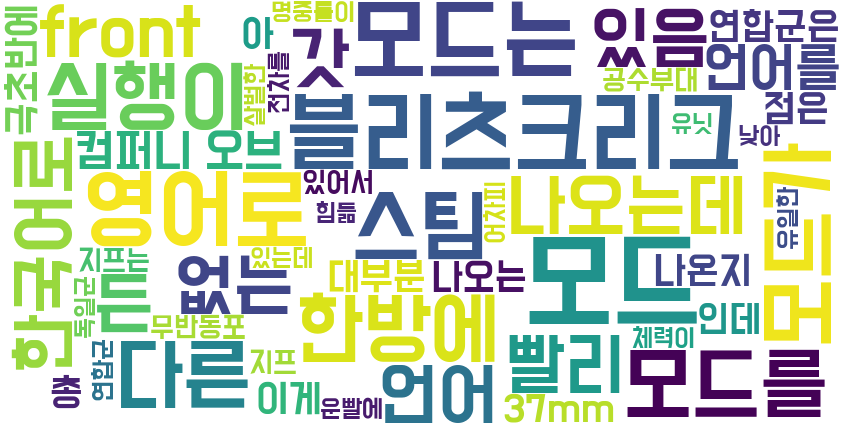 front
아
명중률이
모드는
있음
연합군은
극초반에
실행이
살벌한
전차를
갓
공수부대
언어를
컴퍼니 오브
블리츠크리그
유닛
점은
낮아
한국어로
영어로
있어서
힘듦
스팀
어차피
나오는데
유일한
모드가
지프는
듯
없는
있는데
대부분
나오는
모드
나온지
독일군
무반동포
한방에
인데
체력이
총
연합군
다른
지프
이게
운빨에
언어
빨리
37mm
모드를